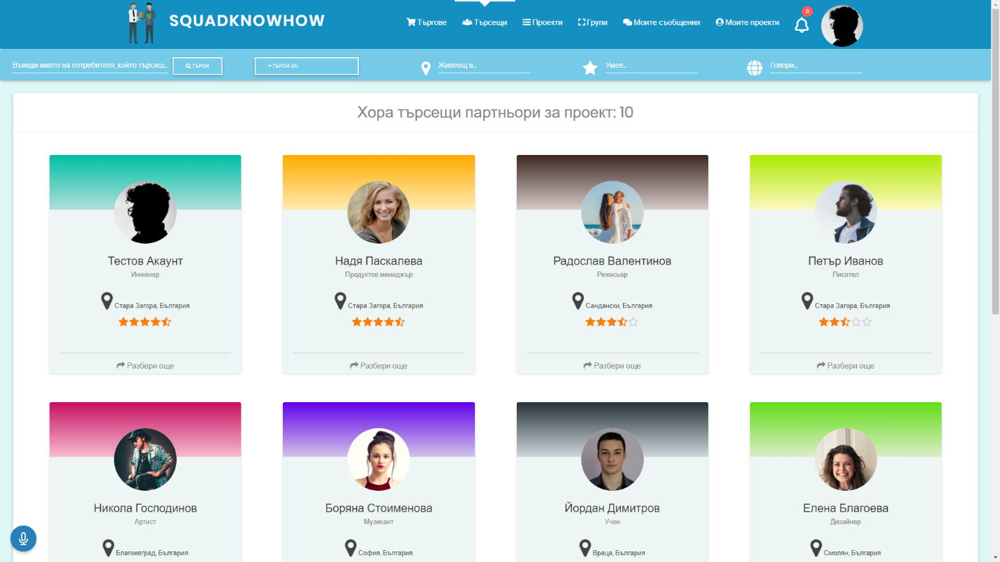 SQUADKNOWHOW
Търгове Търсещи Проекти Групи Моите съобщения Моите проекти 0
Въведи името на потребителя, който търсиш... ТЪРСИ ТЪРСИ ЗА: Живеещ в... Умее... Говори...
Хора търсещи партньори за проект: 10
Тестов Акаунт
Инженер
Стара Загора, България
Разбери още
Надя Паскалева
Продуктов мениджър
Стара Загора, България
Разбери още
Радослав Валентинов
Режисьор
Сандански, България
Разбери още
Петър Иванов
Писател
Стара Загора, България
Разбери още
Никола Господинов
Артист
Благоевград, България
Боряна Стоименова
Музикант
София, България
Йордан Димитров
Учен
Враца, България
Елена Благоева
Дизайнер
Смолян, България